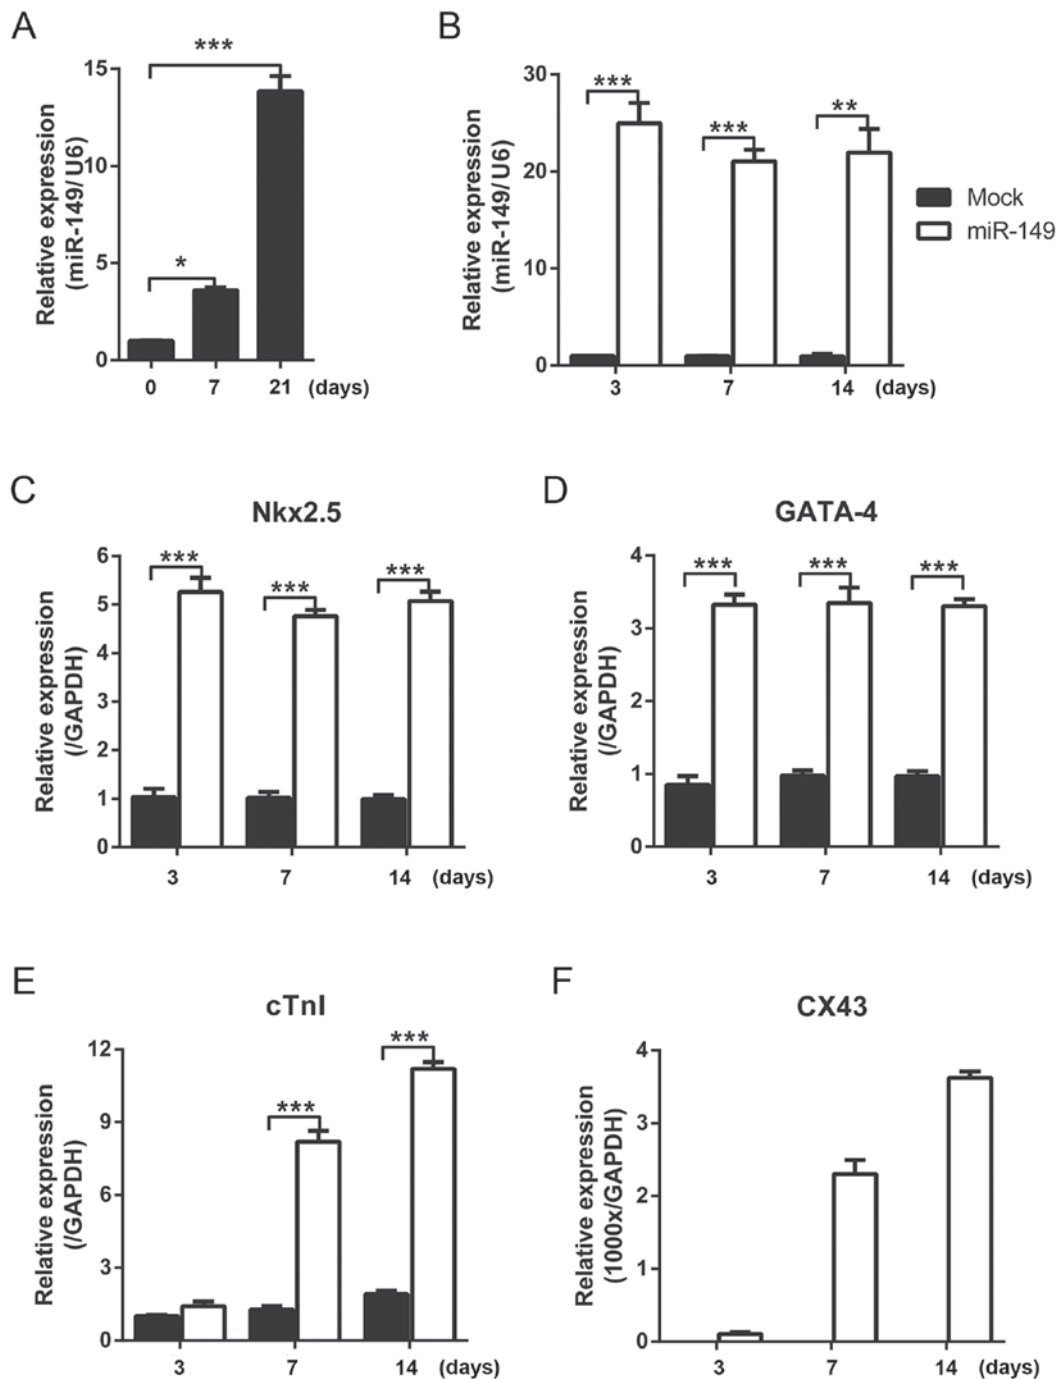 A
Relative expression
(miR-149/U6)
15
10
5
0
***
*
0 7 21 (days)
B
Relative expression
(miR-149/U6)
30
20
10
0
*** *** **
3 7 14 (days)
Mock
miR-149
C
Nkx2.5
Relative expression
(/GAPDH)
6
5
4
3
2
1
0
*** *** ***
3 7 14 (days)
D
GATA-4
Relative expression
(/GAPDH)
4
3
2
1
0
*** *** ***
3 7 14 (days)
E
cTnI
Relative expression
(/GAPDH)
12
9
6
3
0
*** ***
3 7 14 (days)
F
CX43
Relative expression
(1000x/GAPDH)
4
3
2
1
0
3 7 14 (days)